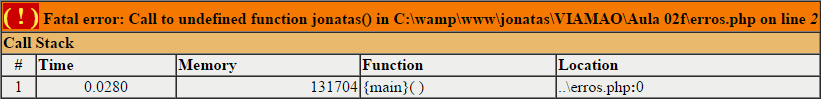 ( ! ) Fatal error: Call to undefined function jonatas() in C:\wamp\www\jonatas\VIAMAO\Aula 02f\erros.php on line 2
Call Stack
# Time Memory Function Location
1 0.0280 131704 {main}( ) ..\erros.php:0